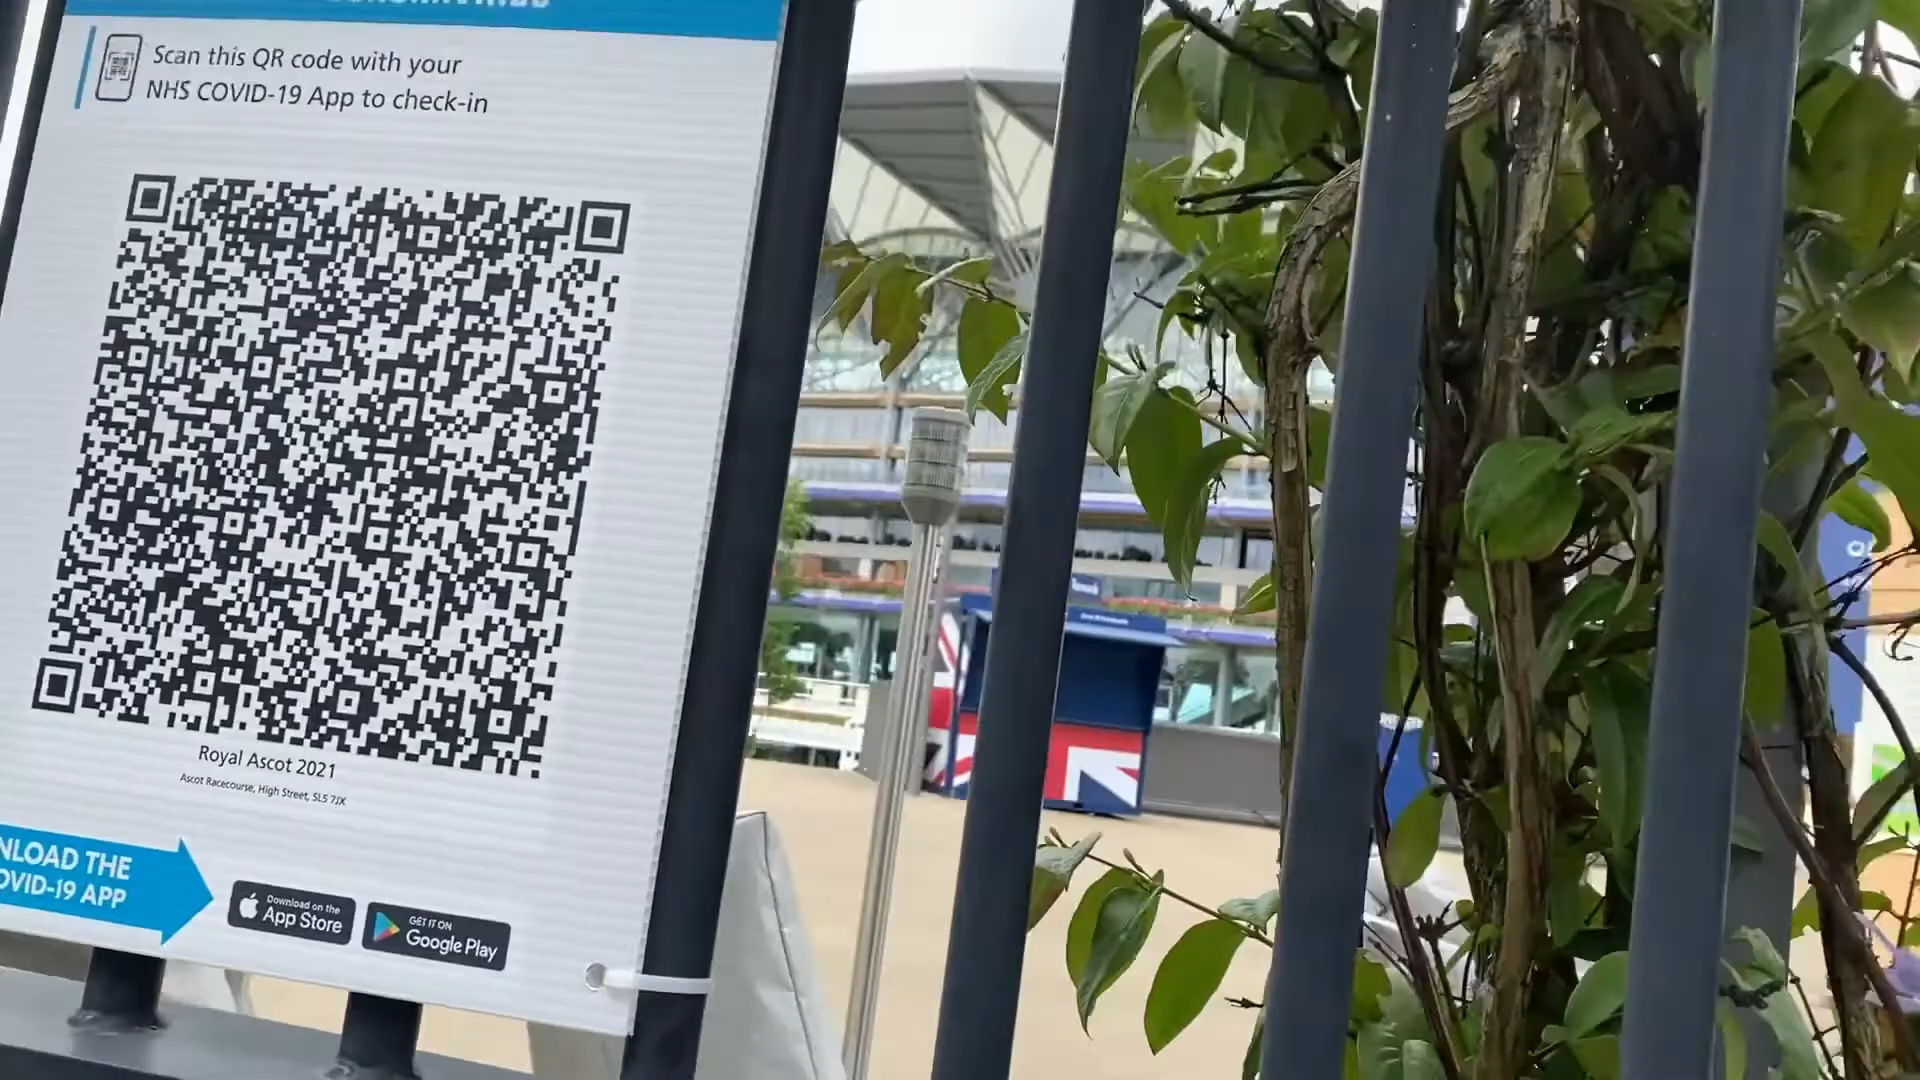 Scan this QR code with your
NHS COVID-19 App to check-in
Royal Ascot 2021
Ascot Racecourse, High Street, SL5 7JX
NLOAD THE
OVID-19 APP
Download on the
App Store
GET IT ON
Google Play